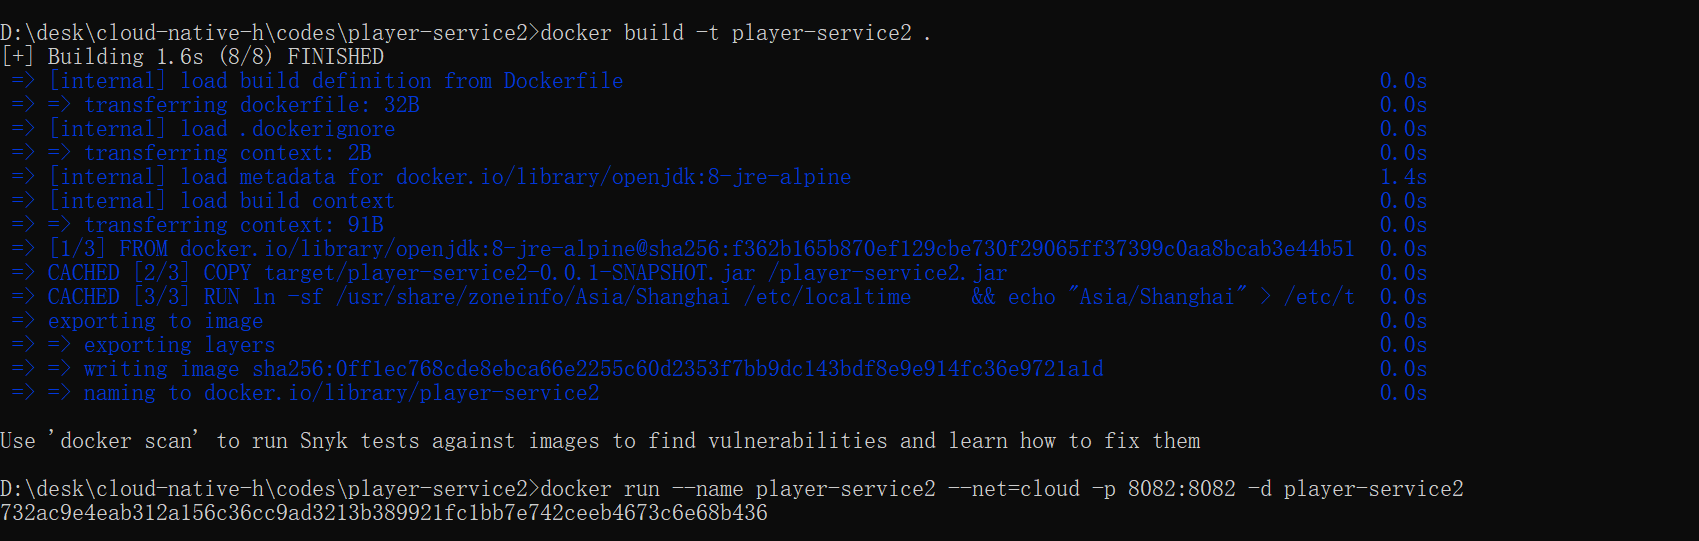 D:\desk\cloud-native-h\codes\player-service2>docker build -t player-service2 .
[+] Building 1.6s (8/8) FINISHED
=> [internal] load build definition from Dockerfile 0.0s
=> => transferring dockerfile: 32B 0.0s
=> [internal] load .dockerignore 0.0s
=> => transferring context: 2B 0.0s
=> [internal] load metadata for docker.io/library/openjdk:8-jre-alpine 1.4s
=> [internal] load build context 0.0s
=> => transferring context: 91B 0.0s
=> [1/3] FROM docker.io/library/openjdk:8-jre-alpine@sha256:f362b165b870ef129cbe730f29065ff37399c0aa8bcab3e44b51 0.0s
=> CACHED [2/3] COPY target/player-service2-0.0.1-SNAPSHOT.jar /player-service2.jar 0.0s
=> CACHED [3/3] RUN ln -sf /usr/share/zoneinfo/Asia/Shanghai /etc/localtime && echo "Asia/Shanghai" > /etc/t 0.0s
=> exporting to image 0.0s
=> => exporting layers 0.0s
=> => writing image sha256:0ff1ec768cde8ebca66e2255c60d2353f7bb9dc143bdf8e9e914fc36e9721a1d 0.0s
=> => naming to docker.io/library/player-service2 0.0s
Use 'docker scan' to run Snyk tests against images to find vulnerabilities and learn how to fix them
D:\desk\cloud-native-h\codes\player-service2>docker run --name player-service2 --net=cloud -p 8082:8082 -d player-service2
732ac9e4eab312a156c36cc9ad3213b389921fc1bb7e742ceeb4673c6e68b436